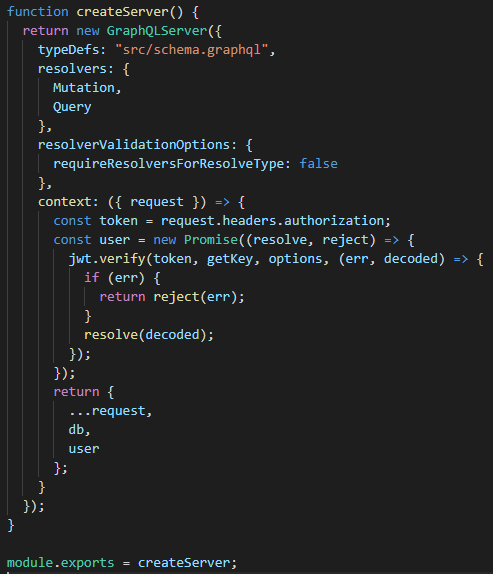 function createServer() {
  return new GraphQLServer({
    typeDefs: "src/schema.graphql",
    resolvers: {
      Mutation,
      Query
    },
    resolverValidationOptions: {
      requireResolversForResolveType: false
    },
    context: ({ request }) => {
      const token = request.headers.authorization;
      const user = new Promise((resolve, reject) => {
        jwt.verify(token, getKey, options, (err, decoded) => {
          if (err) {
            return reject(err);
          }
          resolve(decoded);
        });
      });
      return {
        ...request,
        db,
        user
      };
    }
  });
}

module.exports = createServer;